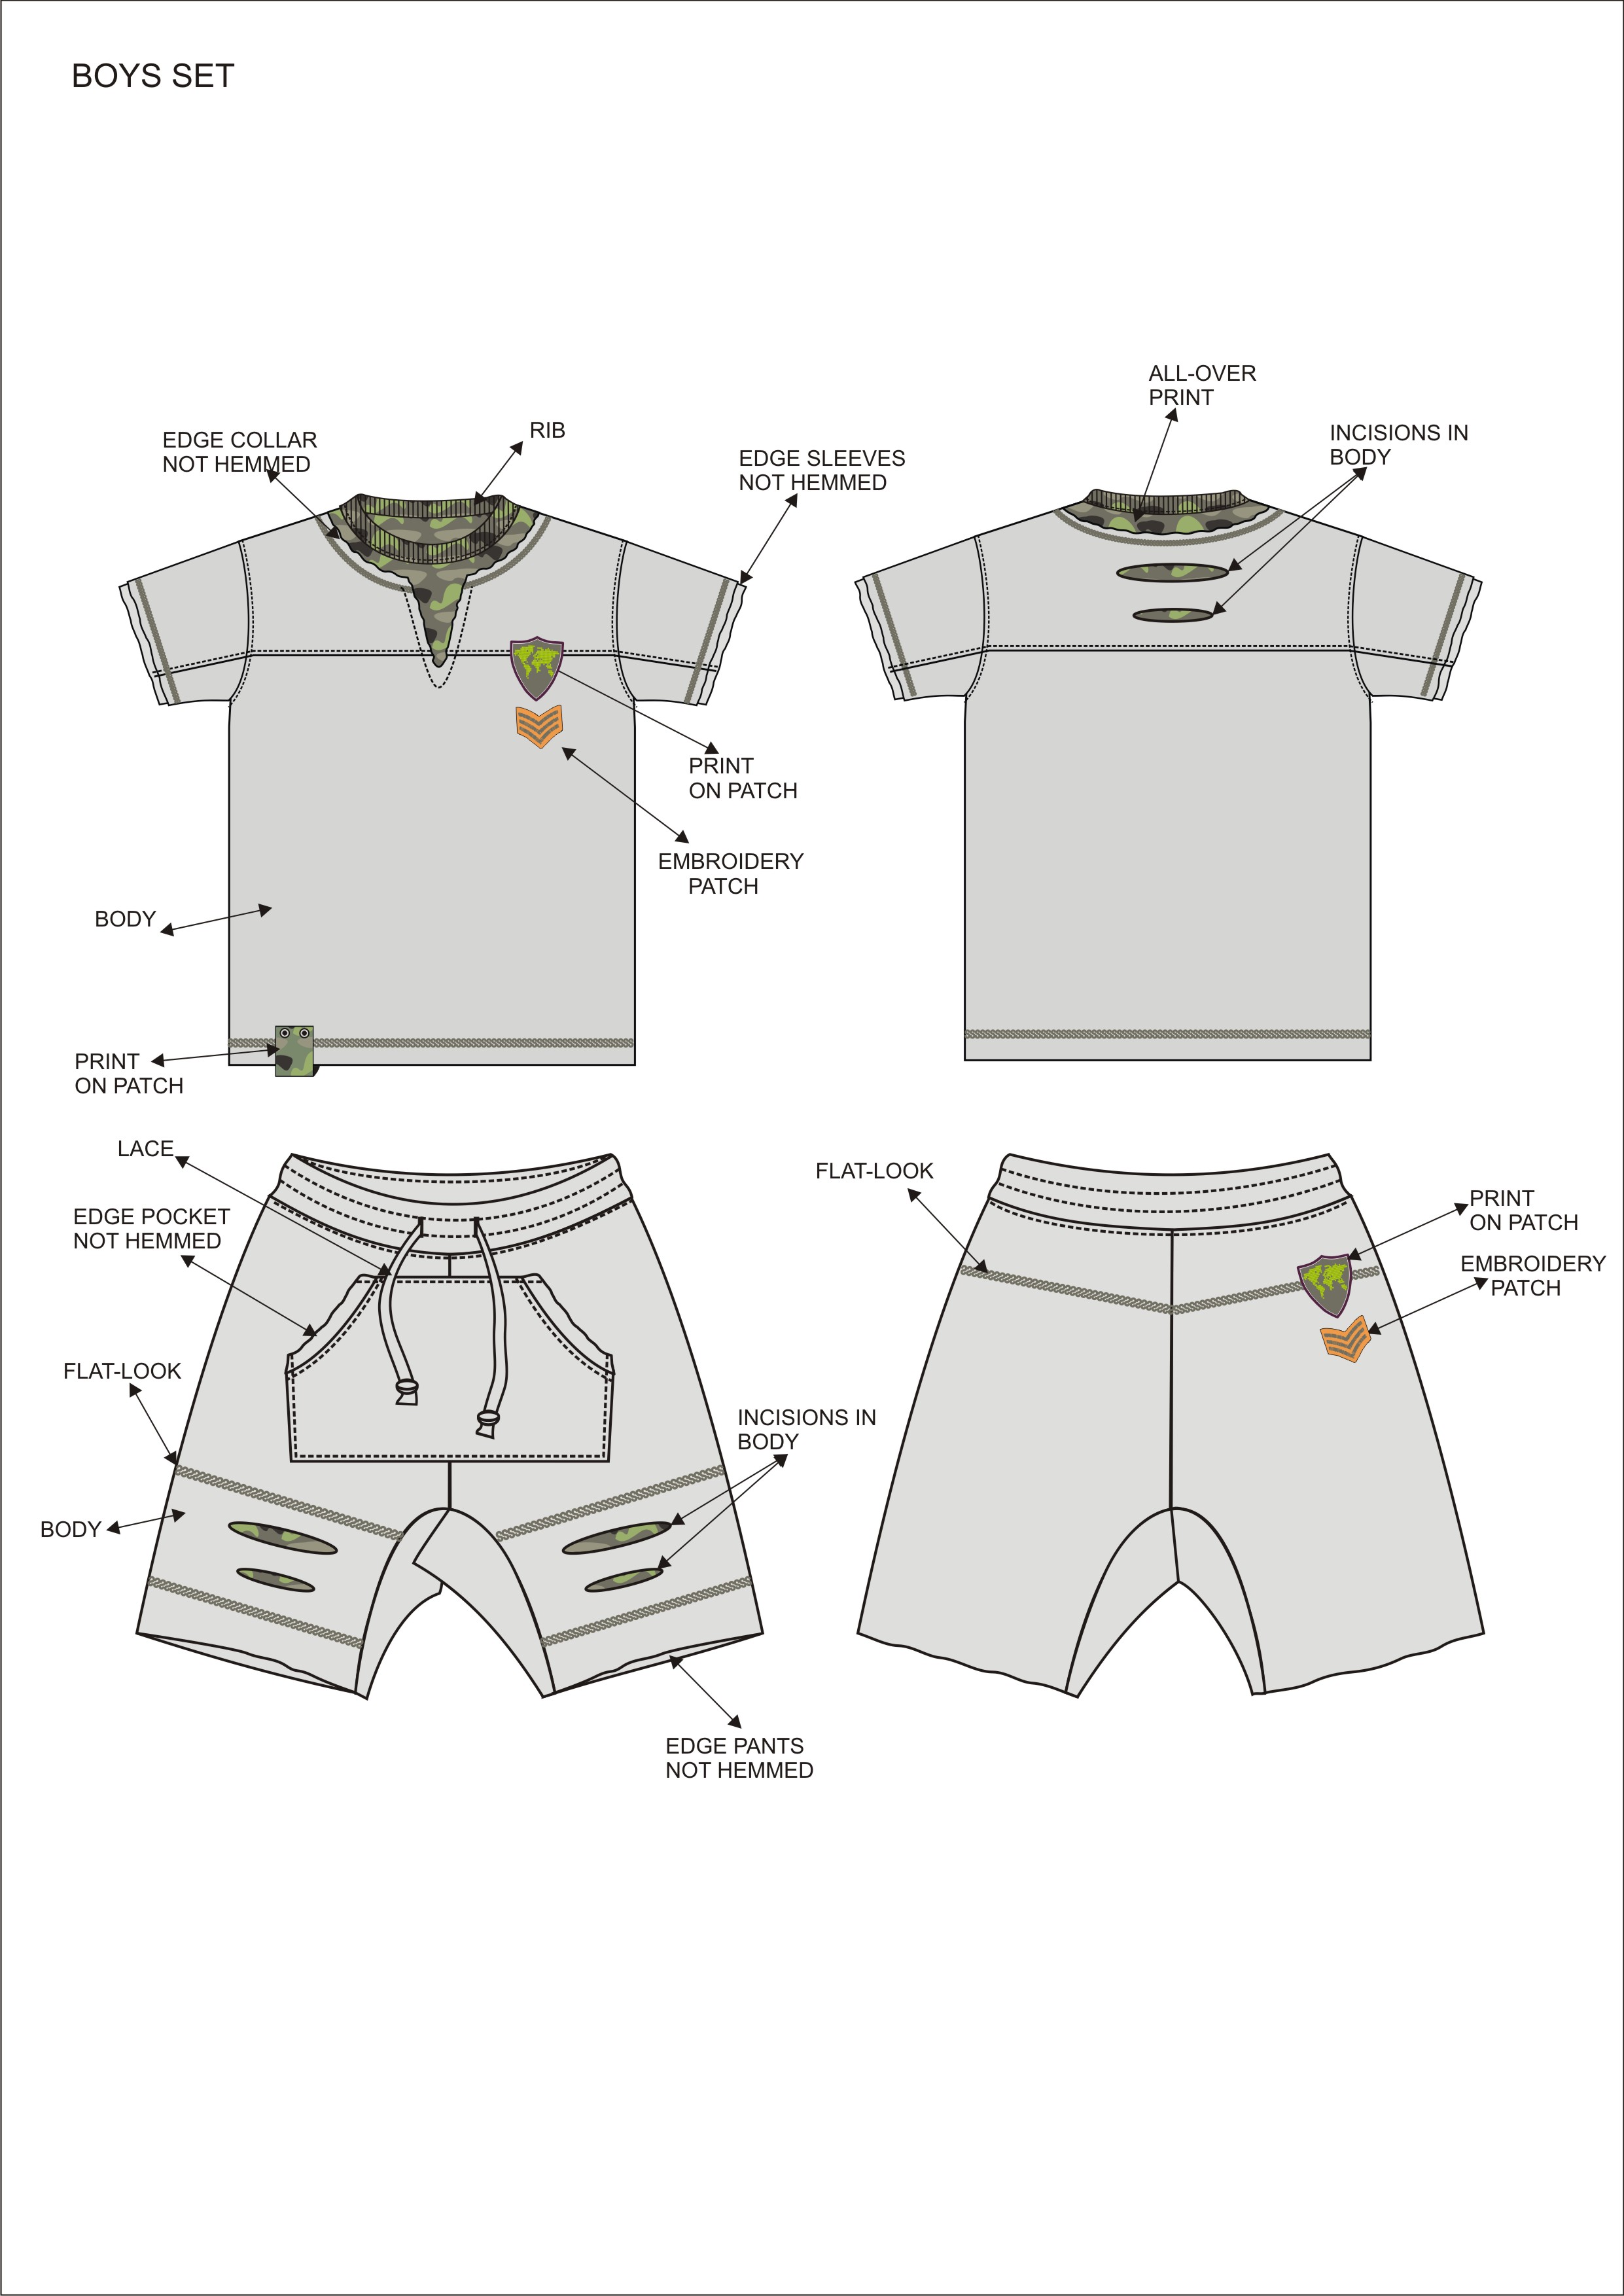 BOYS SET
ALL-OVER
PRINT
EDGE COLLAR
NOT HEMMED
RIB
EDGE SLEEVES
NOT HEMMED
INCISIONS IN
BODY
PRINT
ON PATCH
EMBROIDERY
PATCH
BODY
PRINT
ON PATCH
LACE
EDGE POCKET
NOT HEMMED
FLAT-LOOK
PRINT
ON PATCH
EMBROIDERY
PATCH
FLAT-LOOK
INCISIONS IN
BODY
BODY
EDGE PANTS
NOT HEMMED